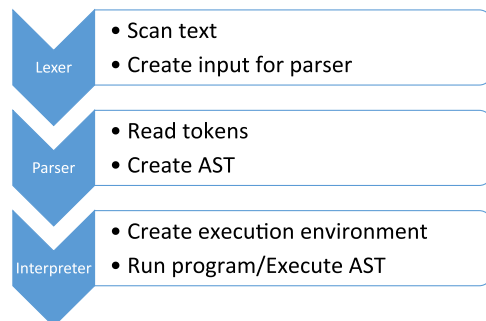 Lexer
• Scan text
• Create input for parser
Parser
• Read tokens
• Create AST
Interpreter
• Create execution environment
• Run program/Execute AST